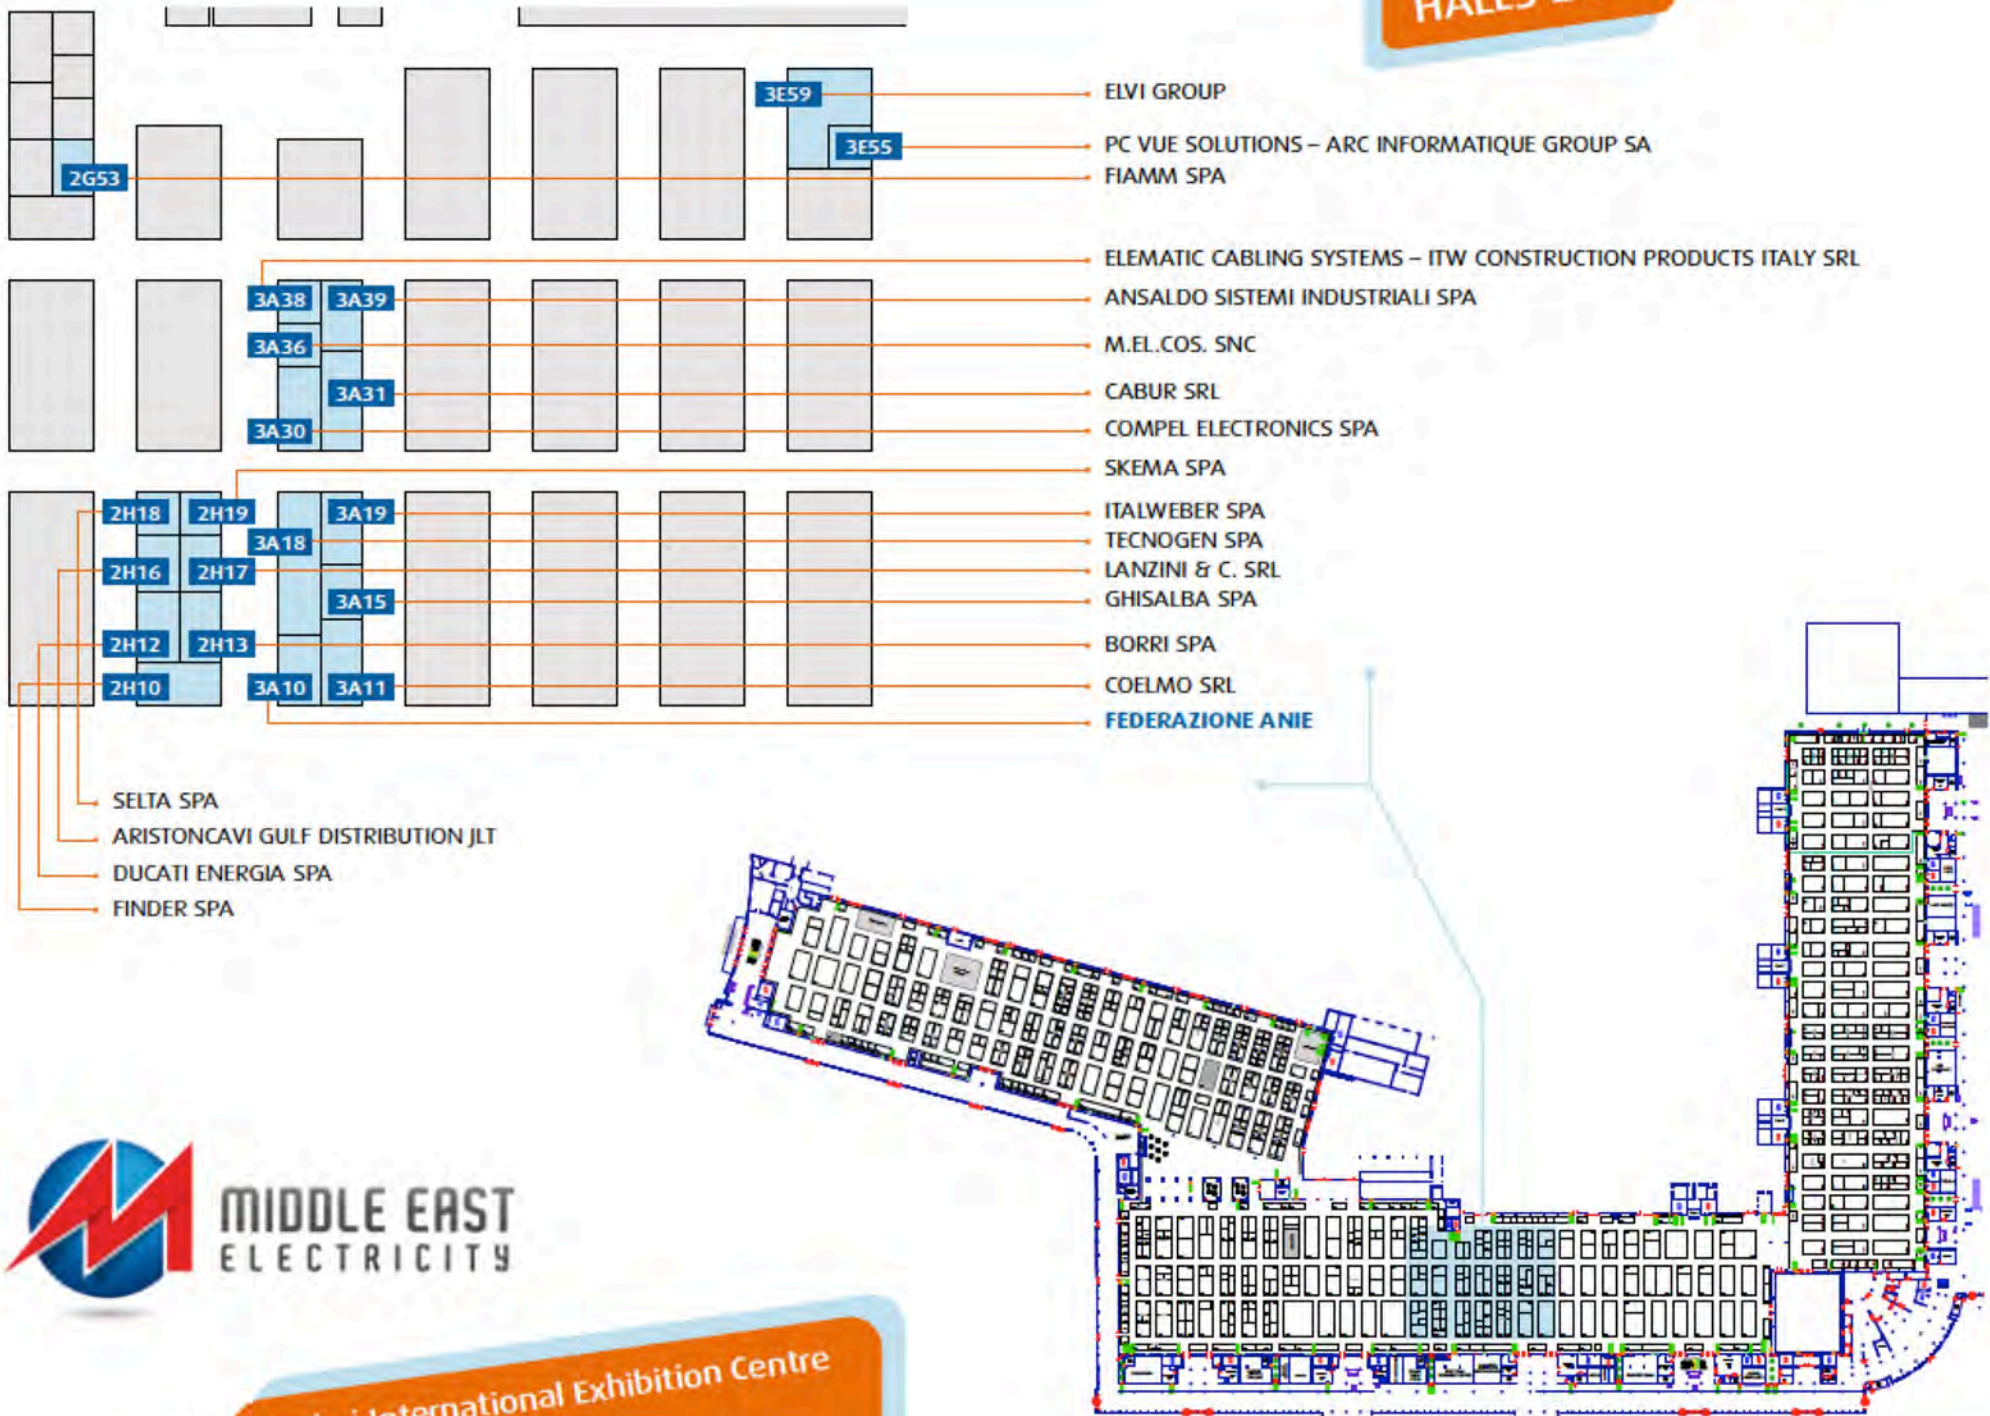 HALLS
3E59
ELVI GROUP
3E55
PC VUE SOLUTIONS – ARC INFORMATIQUE GROUP SA
2G53
FIAMM SPA
ELEMATIC CABLING SYSTEMS – ITW CONSTRUCTION PRODUCTS ITALY SRL
3A38
3A39
ANSALDO SISTEMI INDUSTRIALI SPA
3A36
M.EL.COS. SNC
3A31
CABUR SRL
3A30
COMPEL ELECTRONICS SPA
SKEMA SPA
2H18
2H19
3A19
ITALWEBER SPA
3A18
TECNOGEN SPA
2H16
2H17
LANZINI & C. SRL
3A15
GHISALBA SPA
2H12
2H13
BORRI SPA
2H10
3A10
3A11
COELMO SRL
FEDERAZIONE ANIE
SELTA SPA
ARISTONCAVI GULF DISTRIBUTION JLT
DUCATI ENERGIA SPA
FINDER SPA
MIDDLE EAST
ELECTRICITY
International Exhibition Centre